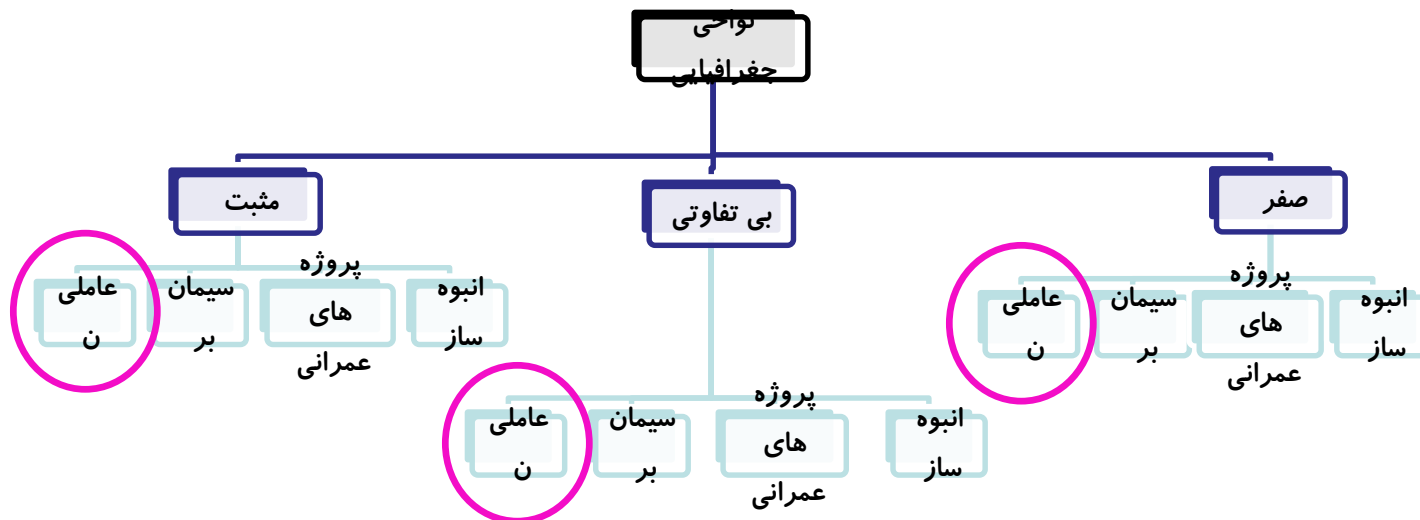 نواحی
جغرافیایی
صفر
بی تفاوتی
مثبت
انبوه
ساز
پروژه
های
عمرانی
سیمان
بر
عاملی
ن
انبوه
ساز
پروژه
های
عمرانی
سیمان
بر
عاملی
ن
انبوه
ساز
پروژه
های
عمرانی
سیمان
بر
عاملی
ن